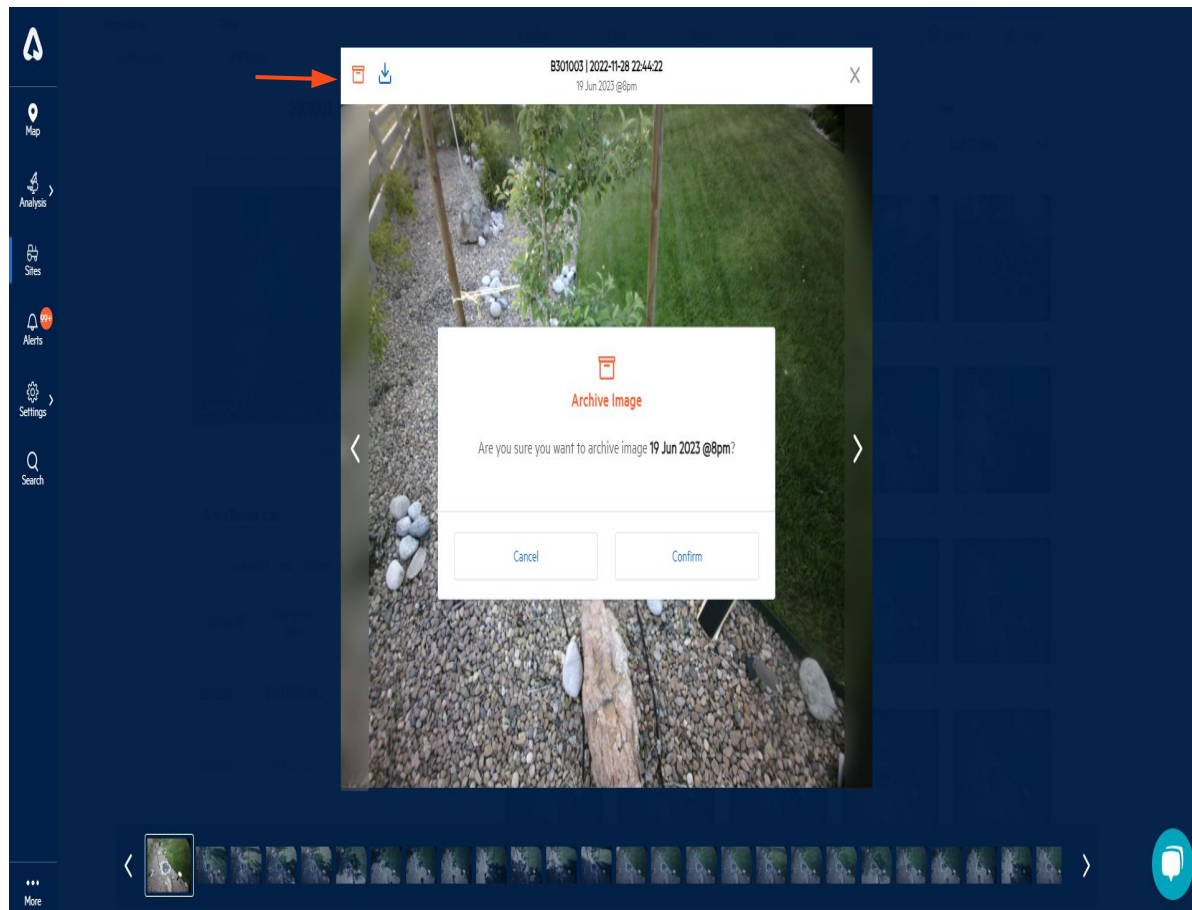 B301003 | 2022-11-28 22:44:22
19 Jun 2023 @8pm
Map
Analysis
Sites
99+
Alerts
Settings
Search
Archive Image
Are you sure you want to archive image 19 Jun 2023 @8pm?
Cancel
Confirm
More